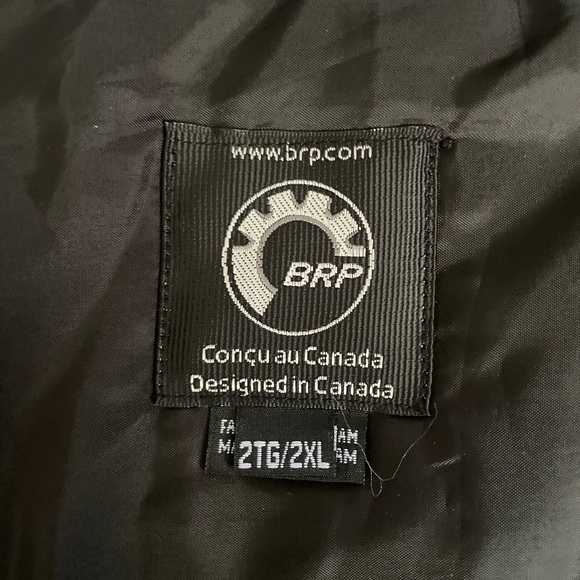 www.brp.com
BRP
Conçu au Canada
Designed in Canada
2TG/2XL